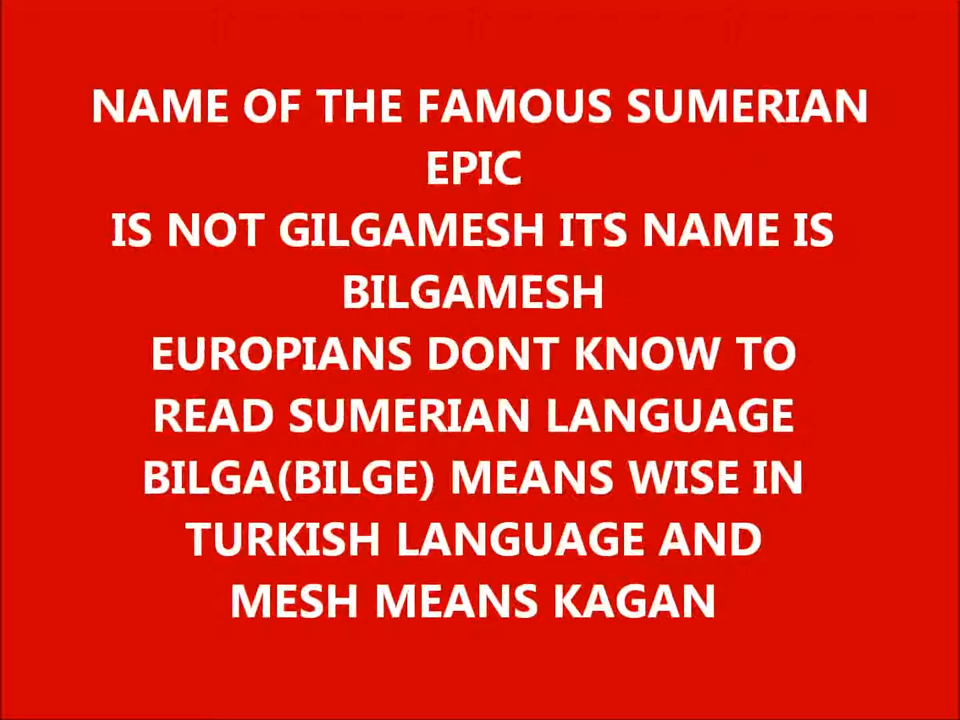 NAME OF THE FAMOUS SUMERIAN
EPIC
IS NOT GILGAMESH ITS NAME IS
BILGAMESH
EUROPIANS DONT KNOW TO
READ SUMERIAN LANGUAGE
BILGA(BILGE) MEANS WISE IN
TURKISH LANGUAGE AND
MESH MEANS KAGAN